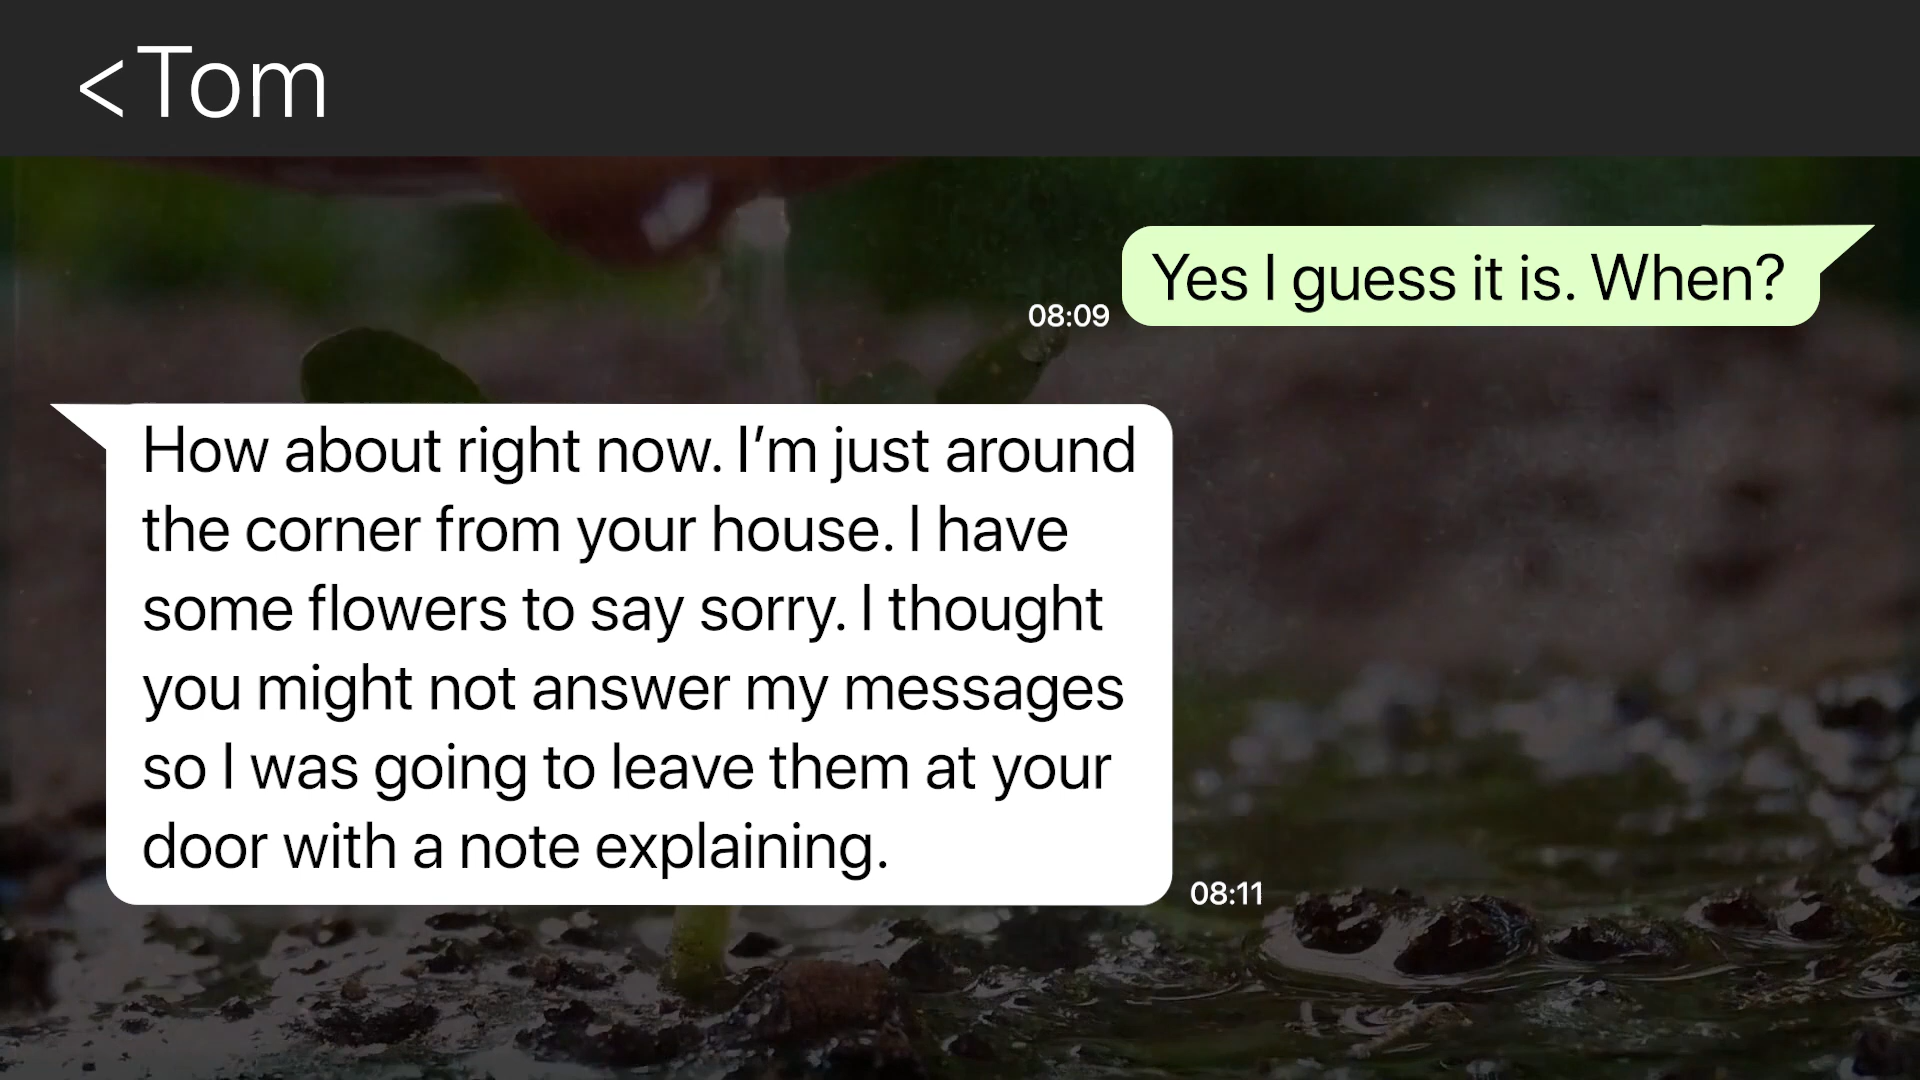 <Tom
Yes I guess it is. When?
08:09
How about right now. I’m just around
the corner from your house. I have
some flowers to say sorry. I thought
you might not answer my messages
so I was going to leave them at your
door with a note explaining.
08:11